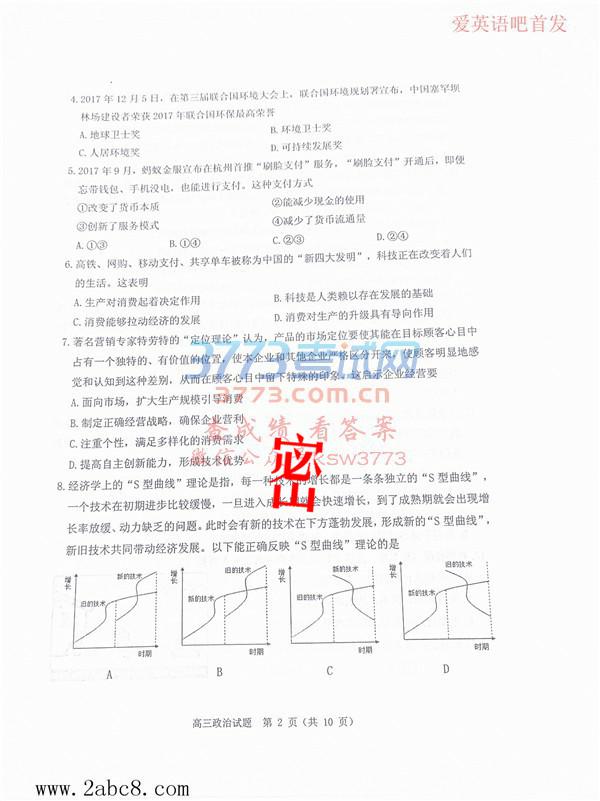 爱英语吧首发
4. 2017 年 12 月 5 日，在第三届联合国环境大会上，联合国环境规划署宣布，中国塞罕坝
林场建设者荣获 2017 年联合国环保最高荣誉
A. 地球卫士奖 B. 环境卫士奖
C. 人居环境奖 D. 可持续发展奖
5. 2017 年 9 月，蚂蚁金服宣布在杭州首推“刷脸支付”服务，“刷脸支付”开通后，即便
忘带钱包、手机没电，也能进行支付。这种支付方式
①改变了货币本质 ②能减少现金的使用
③创新了服务模式 ④减少了货币流通量
A. ①③ B. ①④ C. ②③ D. ②④
6. 高铁、网购、移动支付、共享单车被称为中国的“新四大发明”，科技正在改变着人们
的生活。这表明
A. 生产对消费起着决定作用 B. 科技是人类赖以存在发展的基础
C. 消费能够拉动经济的发展 D. 消费对生产的升级具有导向作用
7. 著名营销专家特劳特的“定位理论”认为，产品的市场定位要使其能在目标顾客心目中
占有一个独特的、有价值的位置，使本企业和其他企业严格区分开来，使顾客明显地感
觉和认知到这种差别，从而在顾客心目中留下特殊的印象。这启示企业经营要
A. 面向市场，扩大生产规模引导消费
B. 制定正确经营战略，确保企业营利
C. 注重个性，满足多样化的消费需求
D. 提高自主创新能力，形成技术优势
3773考试网
3773.com.cn
查成绩 看答案
微信公众号:ksw3773
密
8. 经济学上的“S 型曲线”理论是指，每一种技术的增长都是一条条独立的“S 型曲线”，
一个技术在初期进步比较缓慢，一旦进入成长期就会快速增长，到了成熟期就会出现增
长率放缓、动力缺乏的问题。此时会有新的技术在下方蓬勃发展，形成新的“S 型曲线”，
新旧技术共同带动经济发展。以下能正确反映“S 型曲线”理论的是
增长 新的技术 旧的技术 时期
增长 旧的技术 新的技术 时期
增长 新的技术 旧的技术 时期
增长 旧的技术 新的技术 时期
A B C D
高三政治试题 第 2 页（共 10 页）
www.2abc8.com